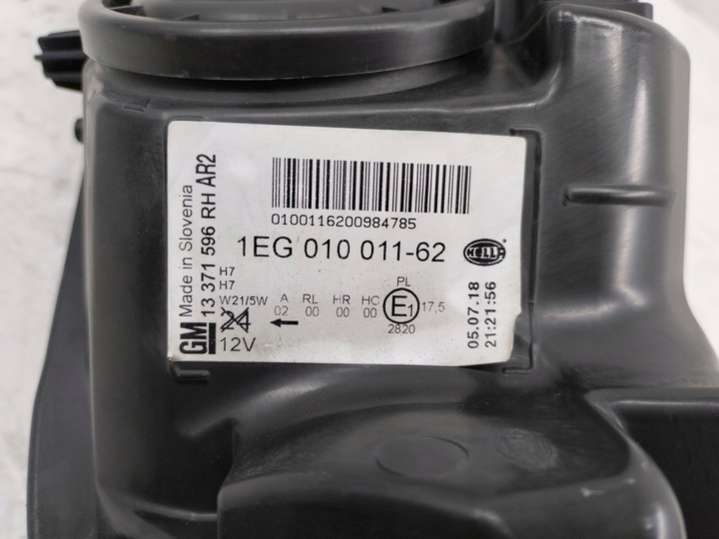 0100116200984785
1EG 010 011-62
HELLA
GM
Made in Slovenia
13 371 596 RH AR2
H7
H7
W21/5W
24
12V
A RL HR HC
02 00 00 00
PL
E1 17,5
2820
05.07.18
21:21:56